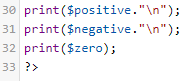 30 print($positive."\n");
31 print($negative."\n");
32 print($zero);
33 ?>